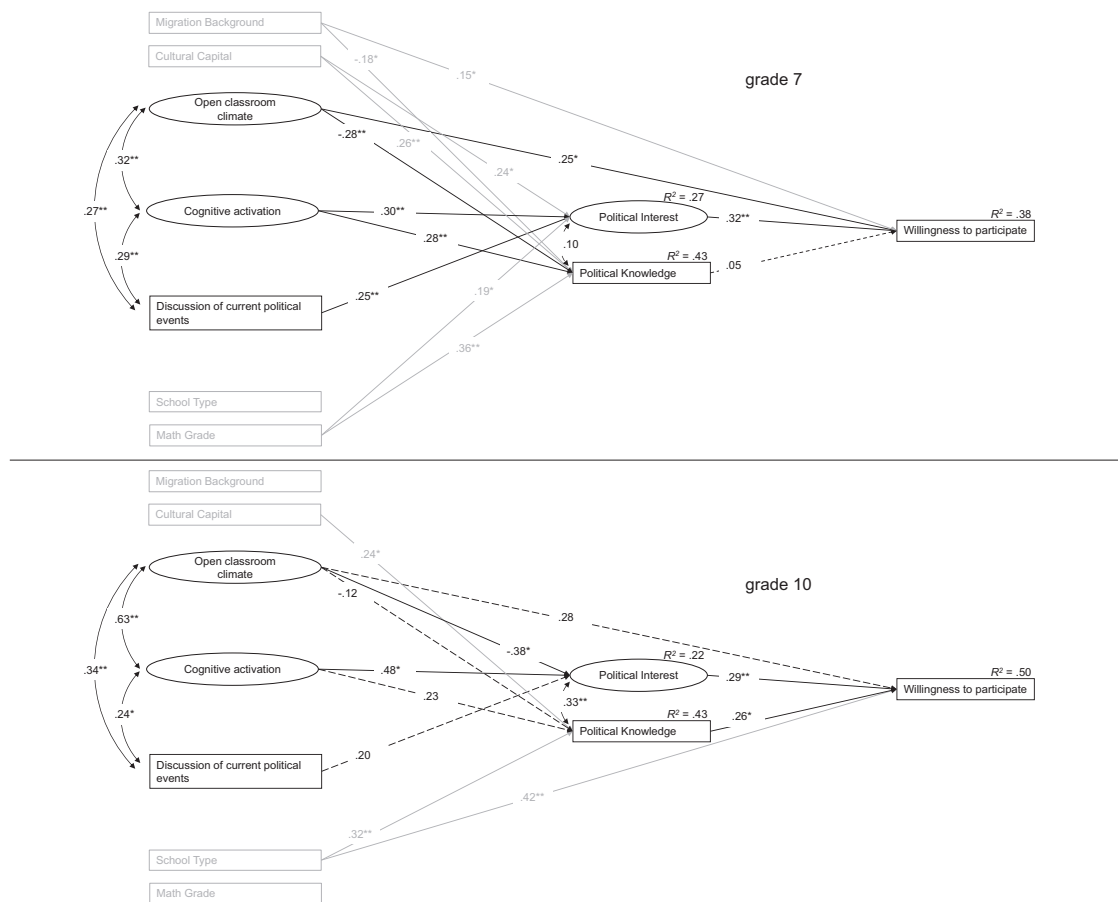 Migration Background
Cultural Capital
-.18*
.15*
grade 7
Open classroom
climate
-.28**
.26**
.25*
.32**
.24*
R² = .27
.27**
Cognitive activation
.30**
Political Interest
.32**
R² = .38
Willingness to participate
.28**
.10
R² = .43
.29**
Political Knowledge
.05
.25**
.19*
Discussion of current political
events
.36**
School Type
Math Grade
Migration Background
Cultural Capital
.24*
Open classroom
climate
grade 10
-.12
.63**
.28
-.38*
R² = .22
.34**
Cognitive activation
.48*
Political Interest
.29**
R² = .50
Willingness to participate
.23
.33**
R² = .43
.24*
Political Knowledge
.26*
.20
Discussion of current political
events
.42**
.32**
School Type
Math Grade